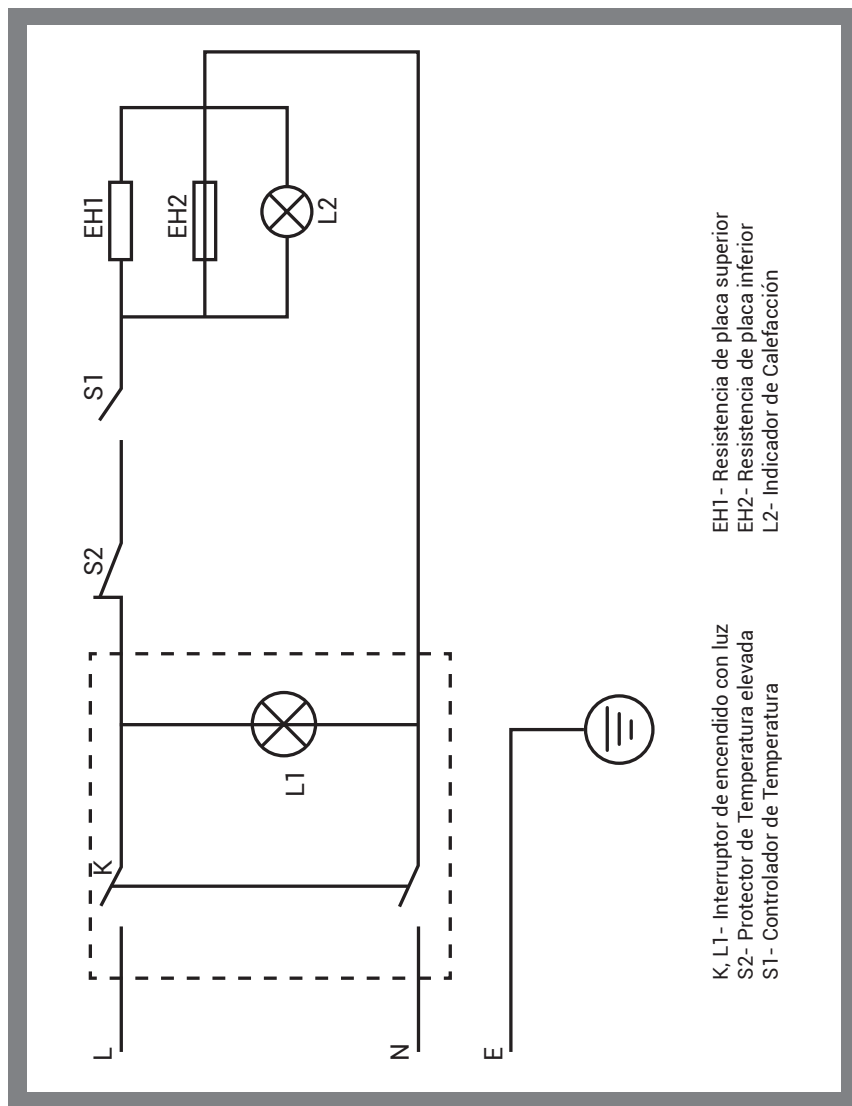 EH1
EH2
L2
S1
S2
L1
K
L
N
E
K, L1- Interruptor de encendido con luz
S2- Protector de Temperatura elevada
S1- Controlador de Temperatura
EH1- Resistencia de placa superior
EH2- Resistencia de placa inferior
L2- Indicador de Calefacción